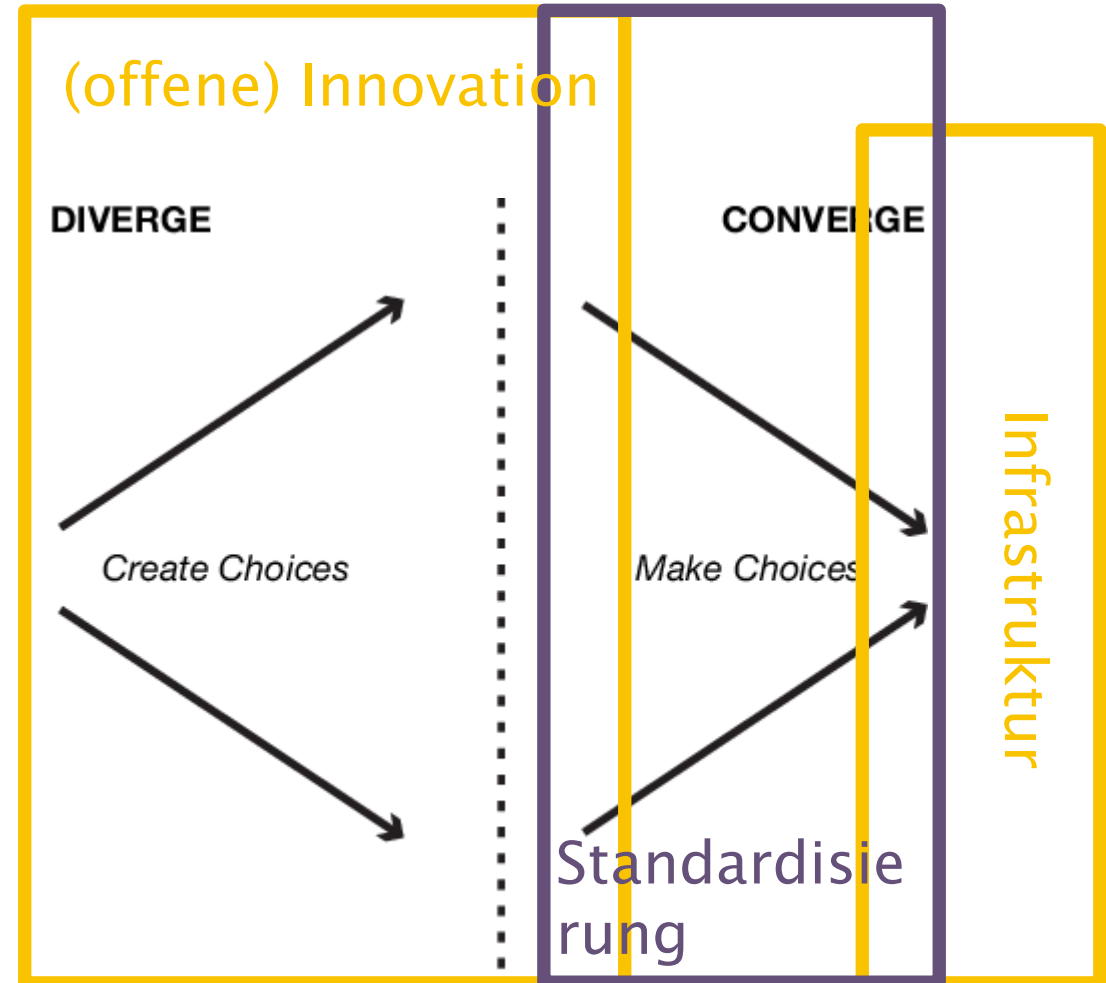 (offene) Innovation
DIVERGE
CONVERGE
Create Choices
Make Choices
Infrastruktur
Standardisie
rung